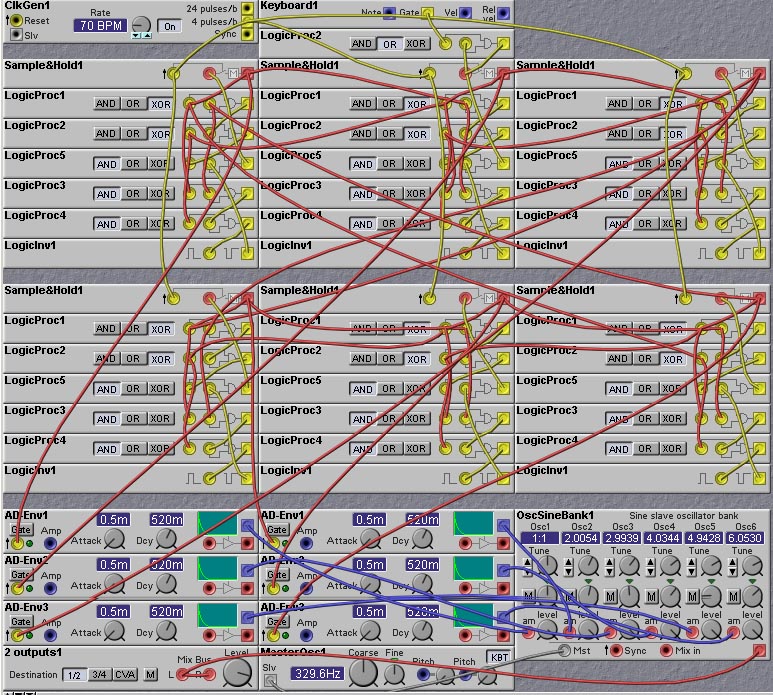 ClkGen1 Rate 24 pulses/b Keyboard1 Note Gate Vel Rel vel
Reset 70 BPM On 4 pulses/b
Slv Sync LogicProc2 AND OR XOR
Sample&Hold1 M Sample&Hold1 M Sample&Hold1 M
LogicProc1 AND OR XOR LogicProc1 AND OR XOR LogicProc1 AND OR XOR
LogicProc2 AND OR XOR LogicProc2 AND OR XOR LogicProc2 AND OR XOR
LogicProc5 AND OR XOR LogicProc5 AND OR XOR LogicProc5 AND OR XOR
LogicProc3 AND OR XOR LogicProc3 AND OR XOR LogicProc3 AND OR XOR
LogicProc4 AND OR XOR LogicProc4 AND OR XOR LogicProc4 AND OR XOR
LogicInv1 LogicInv1 LogicInv1
Sample&Hold1 M Sample&Hold1 M Sample&Hold1 M
LogicProc1 AND OR XOR LogicProc1 AND OR XOR LogicProc1 AND OR XOR
LogicProc2 AND OR XOR LogicProc2 AND OR XOR LogicProc2 AND OR XOR
LogicProc5 AND OR XOR LogicProc5 AND OR XOR LogicProc5 AND OR XOR
LogicProc3 AND OR XOR LogicProc3 AND OR XOR LogicProc3 AND OR XOR
LogicProc4 AND OR XOR LogicProc4 AND OR XOR LogicProc4 AND OR XOR
LogicInv1 LogicInv1 LogicInv1
AD-Env1 0.5m 520m AD-Env1 0.5m 520m OscSineBank1 Sine slave oscillator bank
Gate Amp Attack Dcy Gate Amp Attack Dcy Osc1 Osc2 Osc3 Osc4 Osc5 Osc6
1:1 2.0054 2.9939 4.0344 4.9428 6.0530
AD-Env2 0.5m 520m AD-Env2 0.5m 520m Tune Tune Tune Tune Tune Tune
Gate Amp Attack Dcy Gate Amp Attack Dcy M M M M M M
AD-Env3 0.5m 520m AD-Env3 0.5m 520m level level level level level level
Gate Amp Attack Dcy Gate Amp Attack Dcy am am am am am am
2 outputs1 Mix Bus Level MasterOsc1 Coarse Fine KBT Mst Sync Mix in
Destination 1/2 3/4 CVA M L R Slv 329.6Hz Pitch Pitch